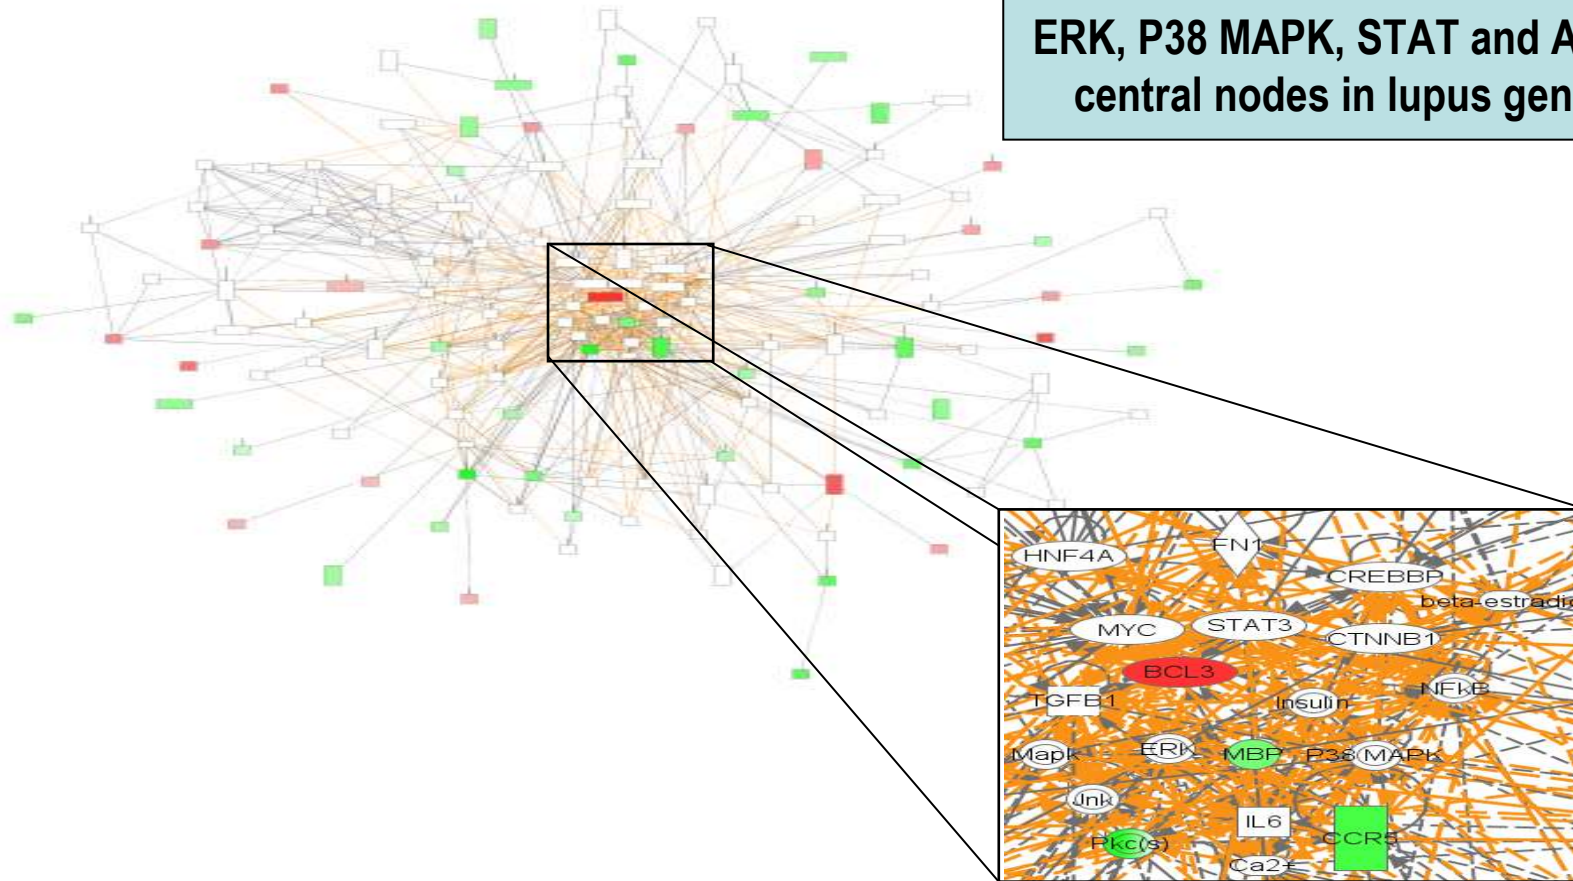 ERK, P38 MAPK, STAT and A
central nodes in lupus gen
HNF4A
FN1
CREBBP
beta-estradio
MYC
STAT3
CTNNB1
BCL3
NFkB
TGFB1
Insulin
Mapk
ERK
MBP
P38 MAPK
Jnk
IL6
CCR5
Pkc(s)
Ca2+